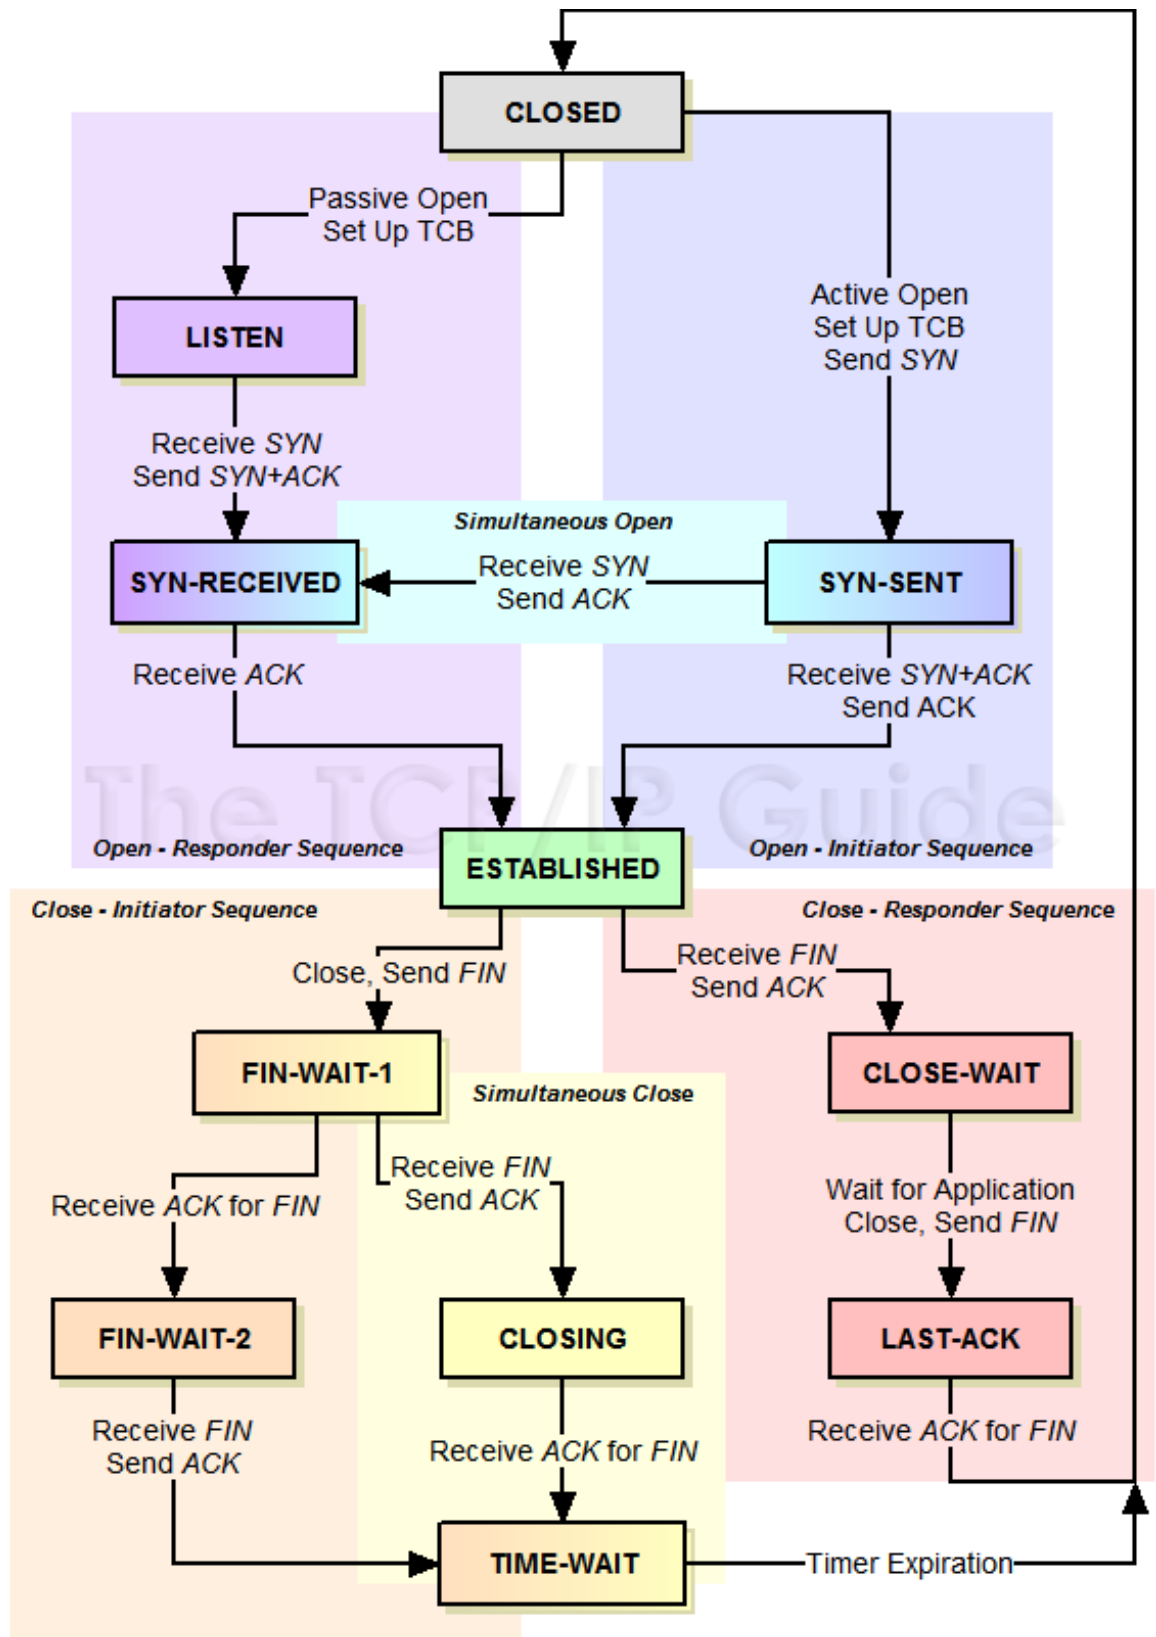 CLOSED
Passive Open
Set Up TCB
Active Open
Set Up TCB
Send SYN
LISTEN
Receive SYN
Send SYN+ACK
Simultaneous Open
SYN-RECEIVED
Receive SYN
Send ACK
SYN-SENT
Receive ACK
Receive SYN+ACK
Send ACK
The TCP/IP Guide
Open - Responder Sequence
Open - Initiator Sequence
ESTABLISHED
Close - Initiator Sequence
Close - Responder Sequence
Close, Send FIN
Receive FIN
Send ACK
FIN-WAIT-1
CLOSE-WAIT
Simultaneous Close
Receive ACK for FIN
Receive FIN
Send ACK
Wait for Application
Close, Send FIN
FIN-WAIT-2
CLOSING
LAST-ACK
Receive FIN
Send ACK
Receive ACK for FIN
Receive ACK for FIN
TIME-WAIT
Timer Expiration